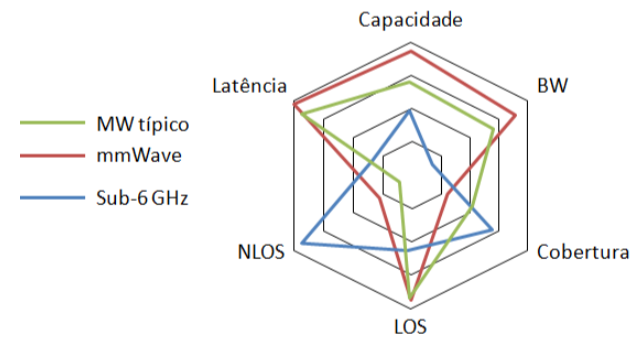 Capacidade
Latência
BW
MW típico
mmWave
Sub-6 GHz
NLOS
Cobertura
LOS